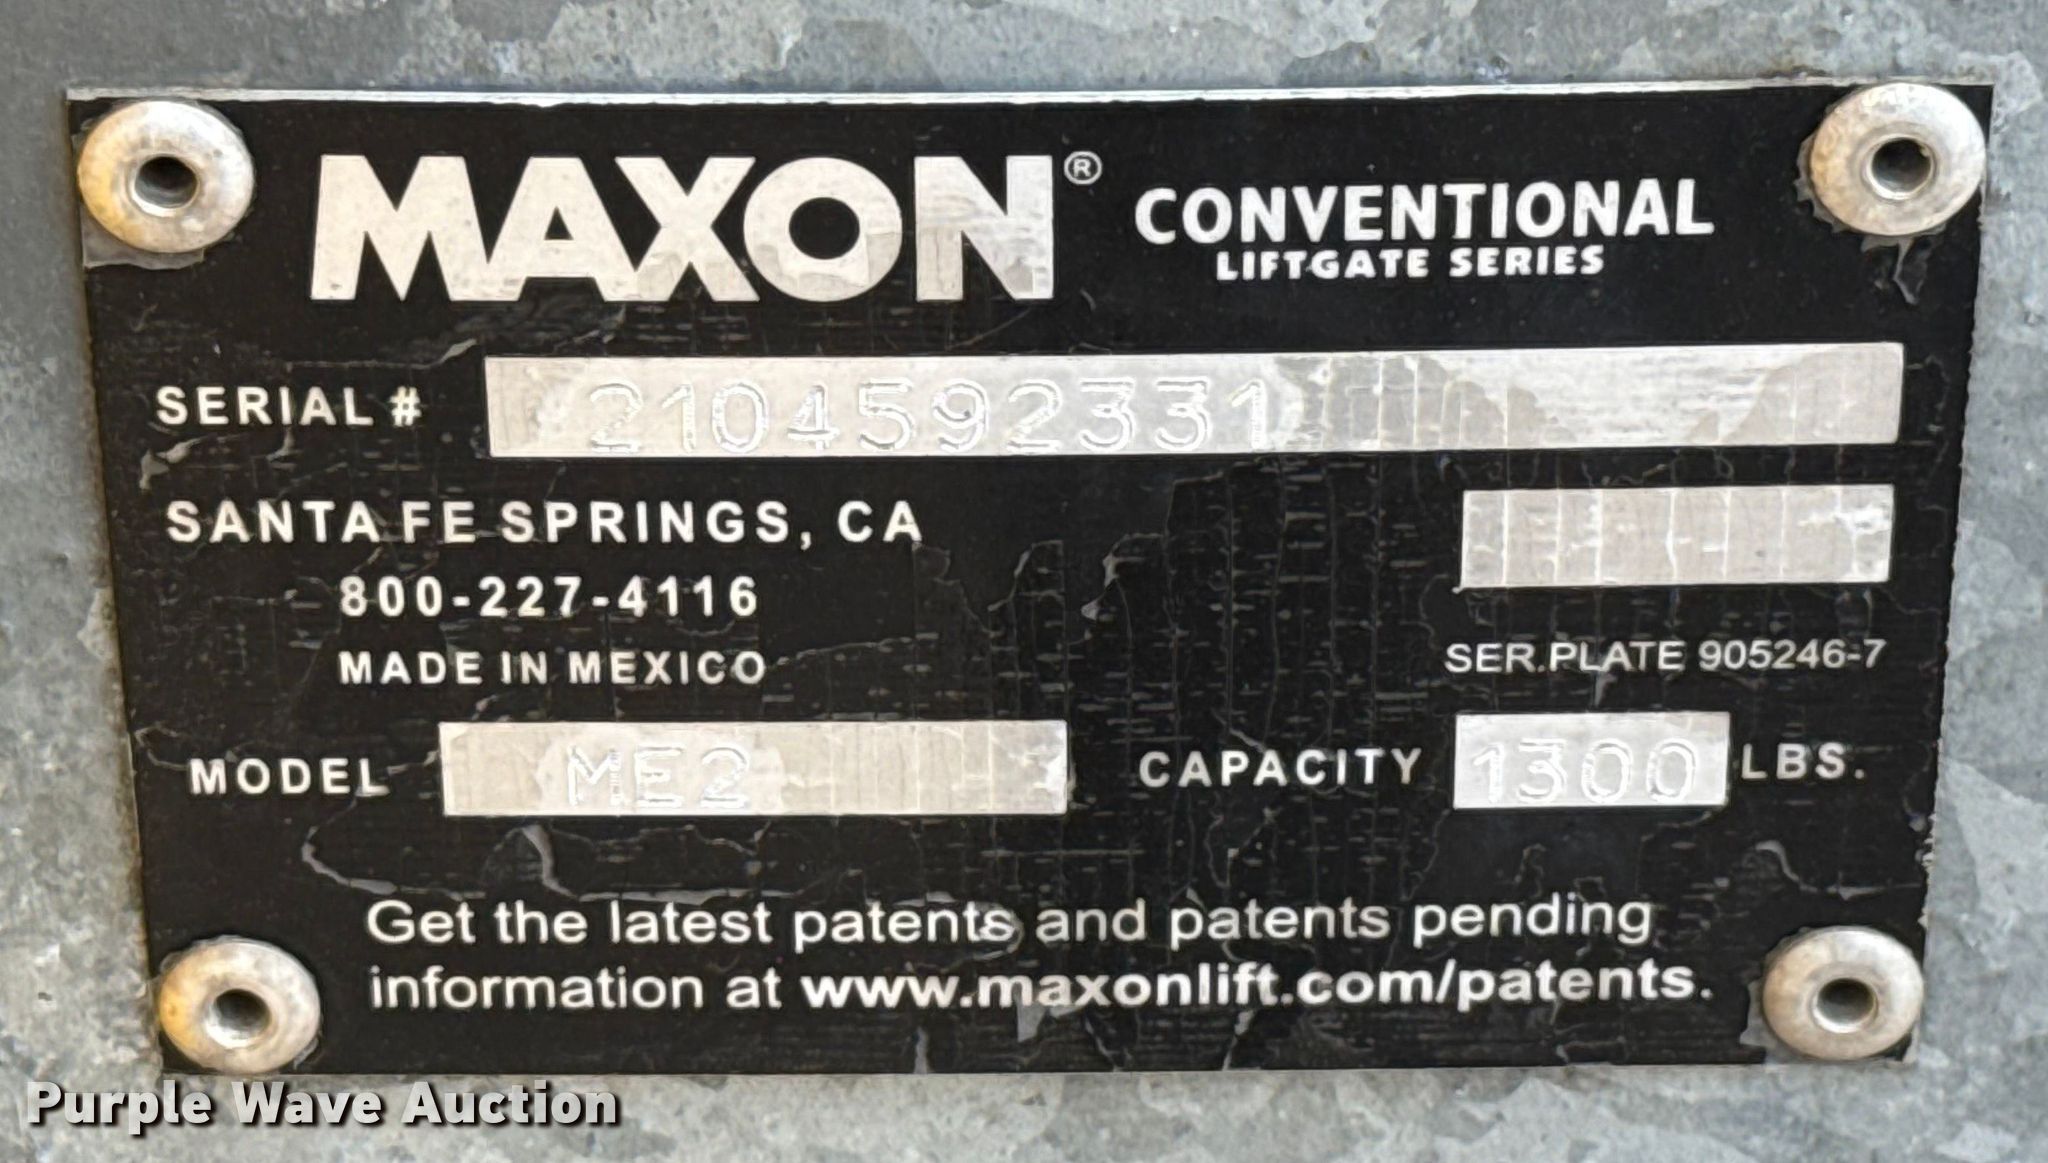 MAXON® CONVENTIONAL
LIFTGATE SERIES
SERIAL # 2104592331
SANTA FE SPRINGS, CA
800-227-4116
MADE IN MEXICO
SER.PLATE 905246-7
MODEL ME2 CAPACITY 1300 LBS.
Get the latest patents and patents pending
information at www.maxonlift.com/patents.
Purple Wave Auction